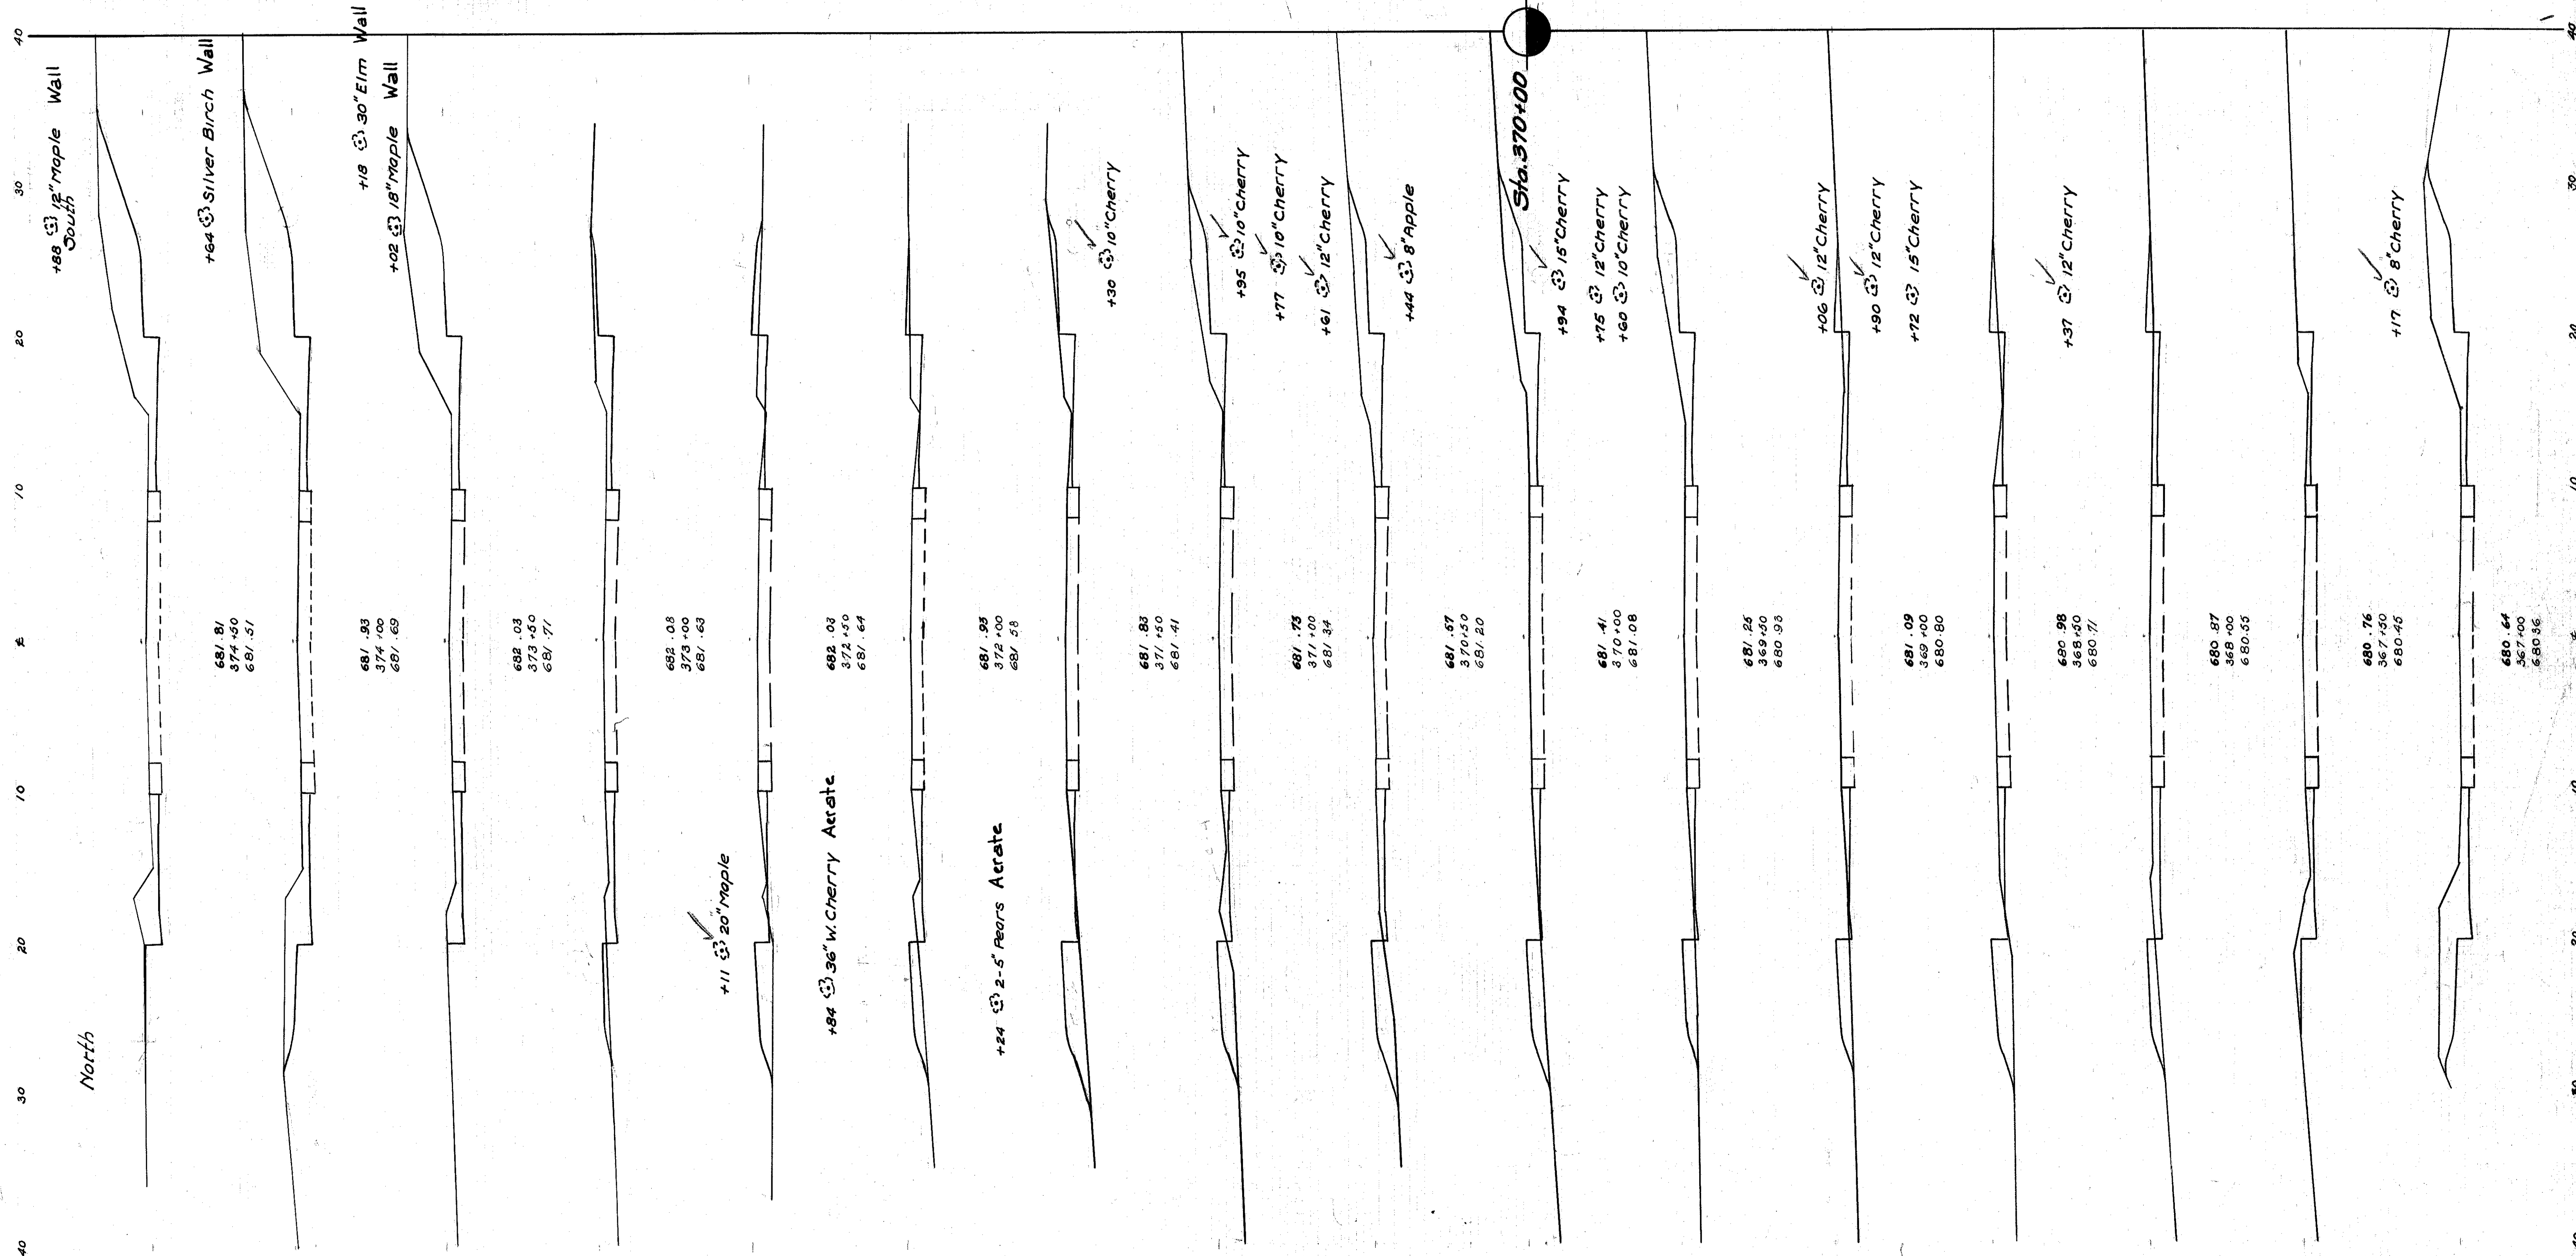 40
+88 12" Maple Wall
South
+64 Silver Birch Wall
+18 30" Elm Wall
+02 18" Maple Wall
+30 10" Cherry
+95 10" Cherry
+77 10" Cherry
+61 12" Cherry
+44 8" Apple
Sta. 370+00
+94 15" Cherry
+75 12" Cherry
+60 10" Cherry
+06 12" Cherry
+90 12" Cherry
+72 15" Cherry
+37 12" Cherry
+17 8" Cherry
40
30
30
20
20
10
10
681.81
374+50
681.51
681.93
374+00
681.69
682.03
373+50
681.71
682.08
373+00
681.63
682.03
372+50
681.64
681.95
372+00
681.58
681.83
371+50
681.41
681.75
371+00
681.34
681.57
370+50
681.20
681.41
370+00
681.08
681.25
369+50
680.93
681.09
369+00
680.80
680.98
368+50
680.71
680.87
368+00
680.55
680.76
367+50
680.45
680.64
367+00
680.36
10
10
+11 20" Maple
+84 36" W. Cherry Aerate
+24 2-5" Pears Aerate
20
20
North
30
30
40